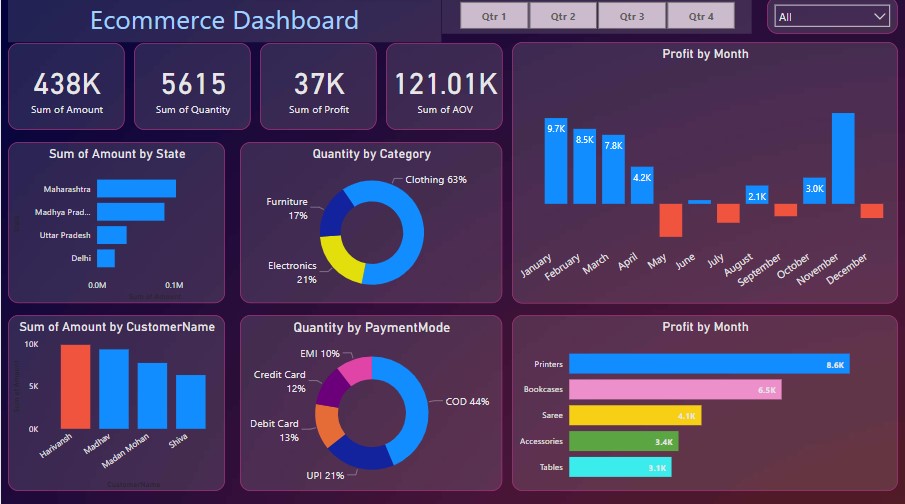 Ecommerce Dashboard
Qtr 1
Qtr 2
Qtr 3
Qtr 4
All
438K
Sum of Amount
5615
Sum of Quantity
37K
Sum of Profit
121.01K
Sum of AOV
Profit by Month
9.7K
8.5K
7.8K
4.2K
2.1K
3.0K
January
February
March
April
May
June
July
August
September
October
November
December
Sum of Amount by State
Maharashtra
Madhya Prad...
Uttar Pradesh
Delhi
0.0M
0.1M
Quantity by Category
Clothing 63%
Furniture
17%
Electronics
21%
Sum of Amount by CustomerName
10K
5K
0K
Harivansh
Madhav
Madan Mohan
Shiva
CustomerName
Quantity by PaymentMode
EMI 10%
Credit Card
12%
Debit Card
13%
UPI 21%
COD 44%
Profit by Month
Printers
8.6K
Bookcases
6.5K
Saree
4.1K
Accessories
3.4K
Tables
3.1K